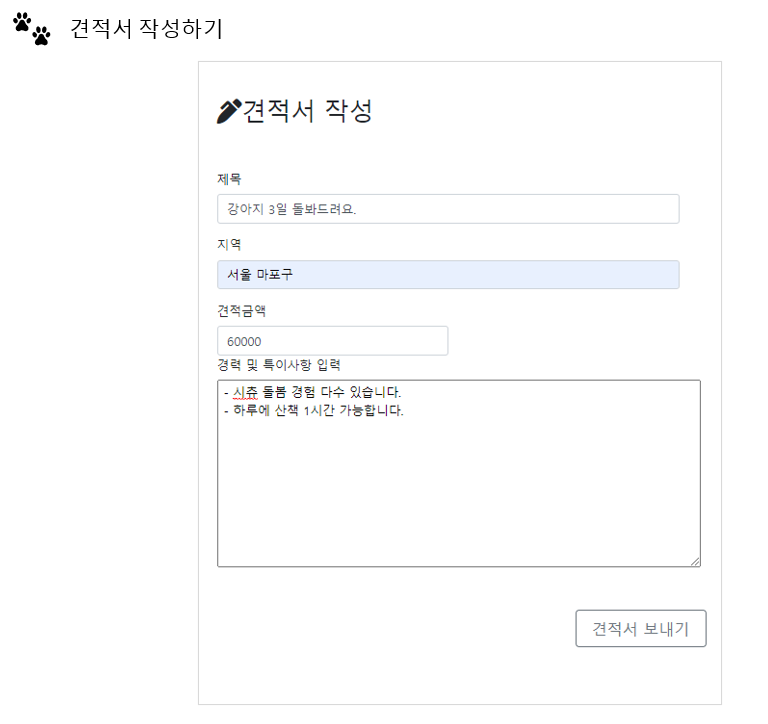 견적서 작성하기
견적서 작성
제목
강아지 3일 돌봐드려요.
지역
서울 마포구
견적금액
60000
경력 및 특이사항 입력
- 시츄 돌봄 경험 다수 있습니다.
- 하루에 산책 1시간 가능합니다.
견적서 보내기